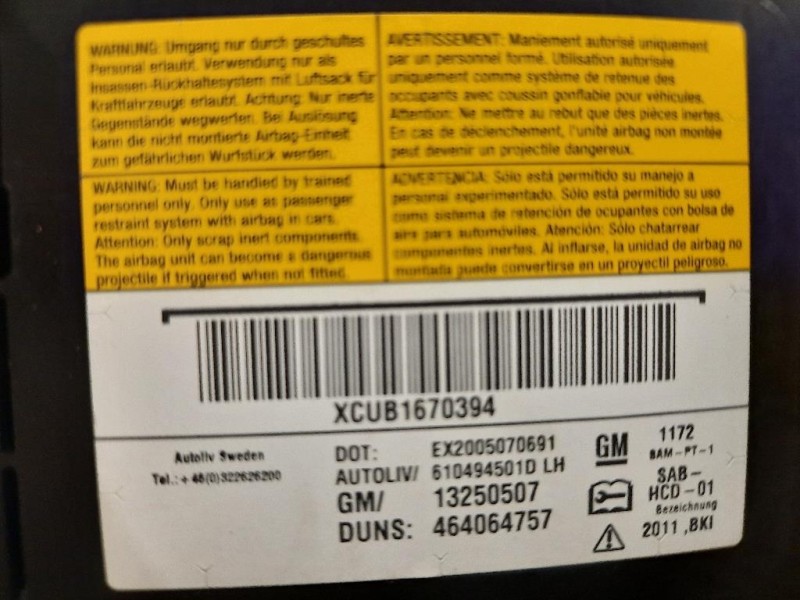 WARNUNG: Umgang nur durch geschultes
Personal erlaubt. Verwendung nur als
Insassen-Rückhaltesystem mit Luftsack für
Kraftfahrzeuge erlaubt. Achtung: Nur inerte
Gegenstände wegwerfen. Bei Auslösung
kann die nicht montierte Airbag-Einheit
zum gefährlichen Wurfstück werden.
AVERTISSEMENT: Maniement autorisé uniquement
par un personnel formé. Utilisation autorisée
uniquement comme système de retenue des
occupants avec coussin gonflable pour véhicules.
Attention: Ne mettre au rebut que des pièces inertes.
En cas de déclenchement, l'unité airbag non montée
peut devenir un projectile dangereux.
WARNING: Must be handled by trained
personnel only. Only use as passenger
restraint system with airbag in cars.
Attention: Only scrap inert components.
The airbag unit can become a dangerous
projectile if triggered when not fitted.
ADVERTENCIA: Sólo está permitido su manejo a
personal experimentado. Sólo está permitido su uso
como sistema de retención de ocupantes con bolsa de
aire para automóviles. Atención: Sólo chatarrear
componentes inertes. Al inflarse, la unidad de airbag no
montada puede convertirse en un proyectil peligroso.
XCUB1670394
Autoliv Sweden
Tel.: + 46(0)322626200
DOT: EX2005070691
AUTOLIV/ 610494501D LH
GM/ 13250507
DUNS: 464064757
GM 1172
BAM-PT-1
SAB-
HCD-01
Bezeichnung
2011 ,BKI